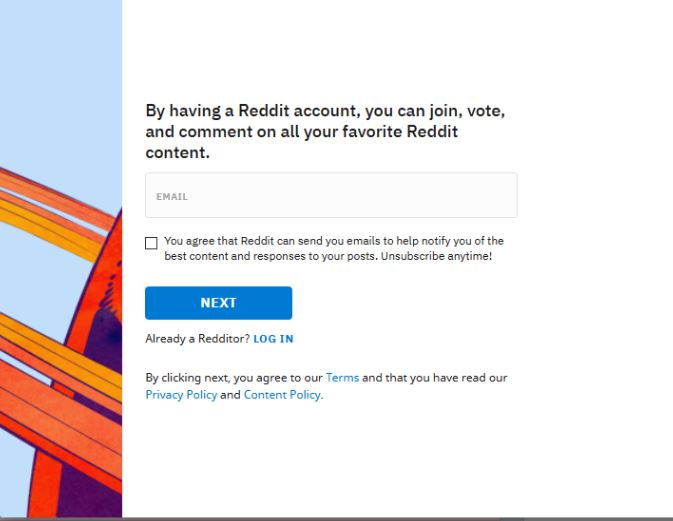 By having a Reddit account, you can join, vote,
and comment on all your favorite Reddit
content.
EMAIL
You agree that Reddit can send you emails to help notify you of the
best content and responses to your posts. Unsubscribe anytime!
NEXT
Already a Redditor? LOG IN
By clicking next, you agree to our Terms and that you have read our
Privacy Policy and Content Policy.